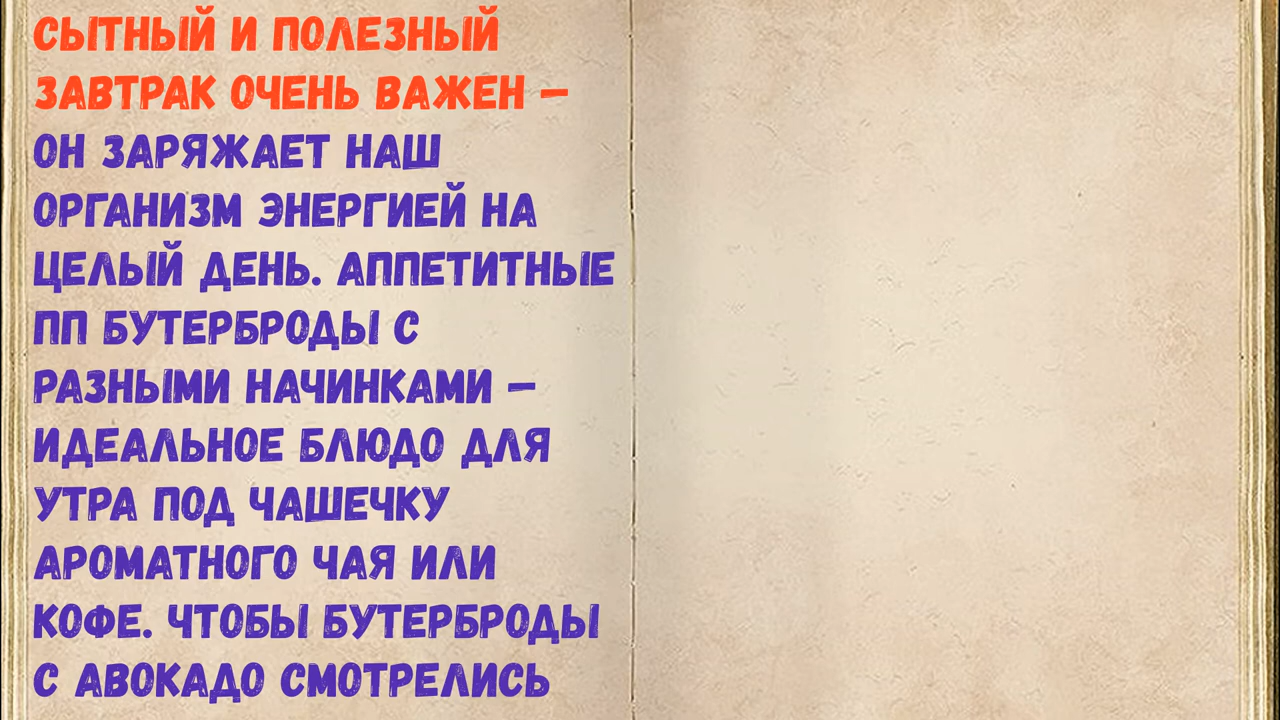 СЫТНЫЙ И ПОЛЕЗНЫЙ
ЗАВТРАК ОЧЕНЬ ВАЖЕН –
ОН ЗАРЯЖАЕТ НАШ
ОРГАНИЗМ ЭНЕРГИЕЙ НА
ЦЕЛЫЙ ДЕНЬ. АППЕТИТНЫЕ
ПП БУТЕРБРОДЫ С
РАЗНЫМИ НАЧИНКАМИ –
ИДЕАЛЬНОЕ БЛЮДО ДЛЯ
УТРА ПОД ЧАШЕЧКУ
АРОМАТНОГО ЧАЯ ИЛИ
КОФЕ. ЧТОБЫ БУТЕРБРОДЫ
С АВОКАДО СМОТРЕЛИСЬ